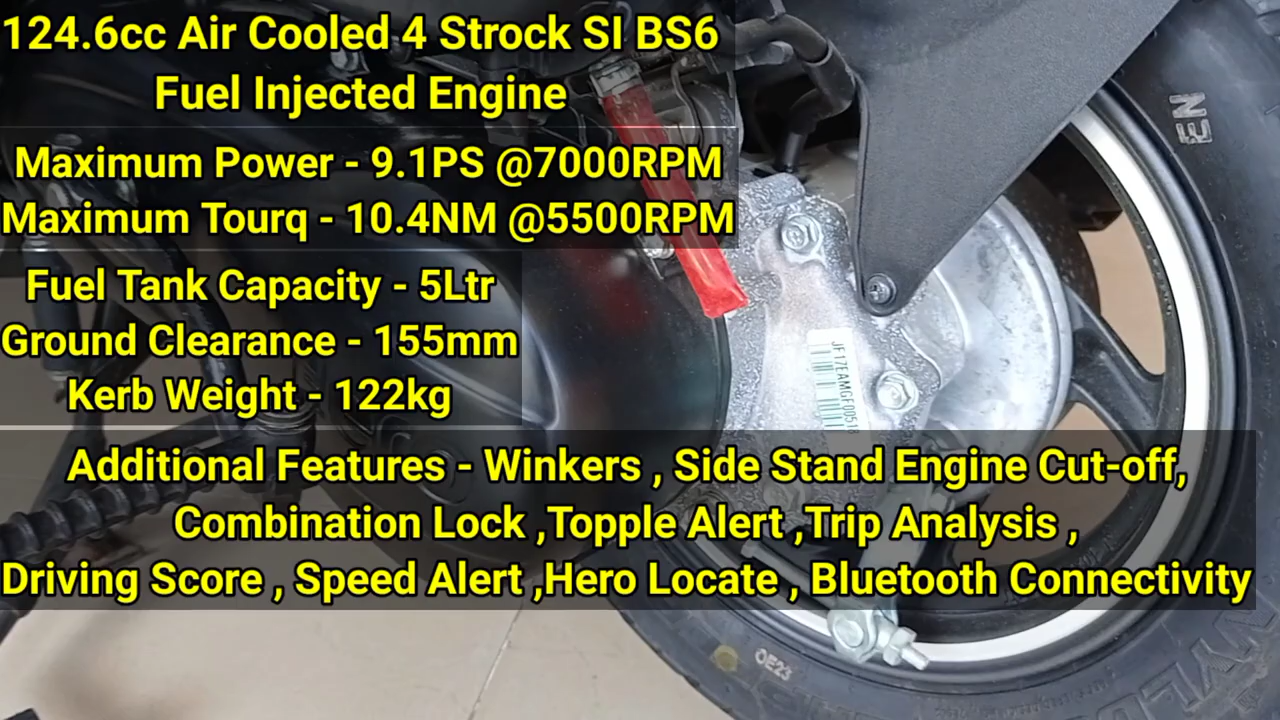 124.6cc Air Cooled 4 Strock SI BS6
Fuel Injected Engine
Maximum Power - 9.1PS @7000RPM
Maximum Tourq - 10.4NM @5500RPM
Fuel Tank Capacity - 5Ltr
Ground Clearance - 155mm
Kerb Weight - 122kg
Additional Features - Winkers , Side Stand Engine Cut-off,
Combination Lock ,Topple Alert ,Trip Analysis ,
Driving Score , Speed Alert ,Hero Locate , Bluetooth Connectivity
EN
OE23